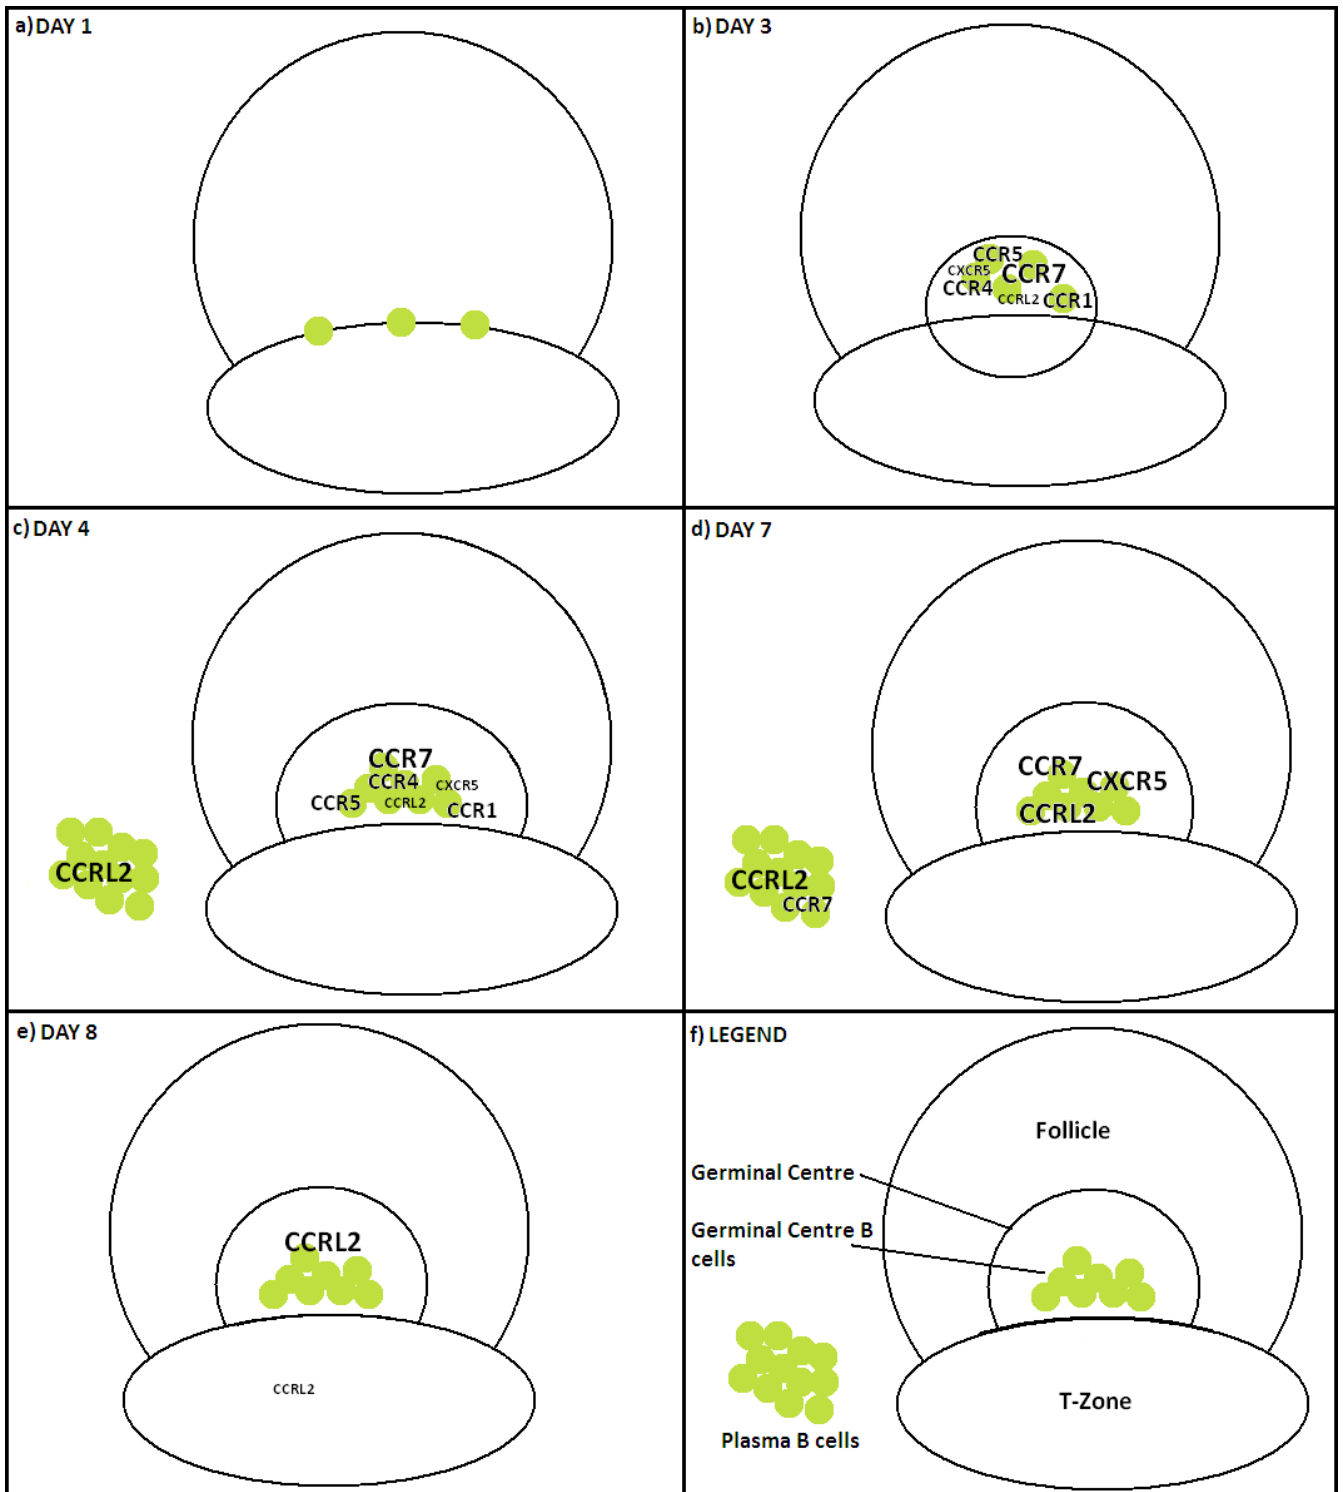 a) DAY 1
b) DAY 3
CCR5
CXCR5
CCR7
CCR4
CCRL2
CCR1
c) DAY 4
CCR7
CCR4
CXCR5
CCR5
CCRL2
CCR1
CCRL2
d) DAY 7
CCR7
CXCR5
CCRL2
CCRL2
CCR7
e) DAY 8
CCRL2
CCRL2
f) LEGEND
Follicle
Germinal Centre
Germinal Centre B
cells
T-Zone
Plasma B cells